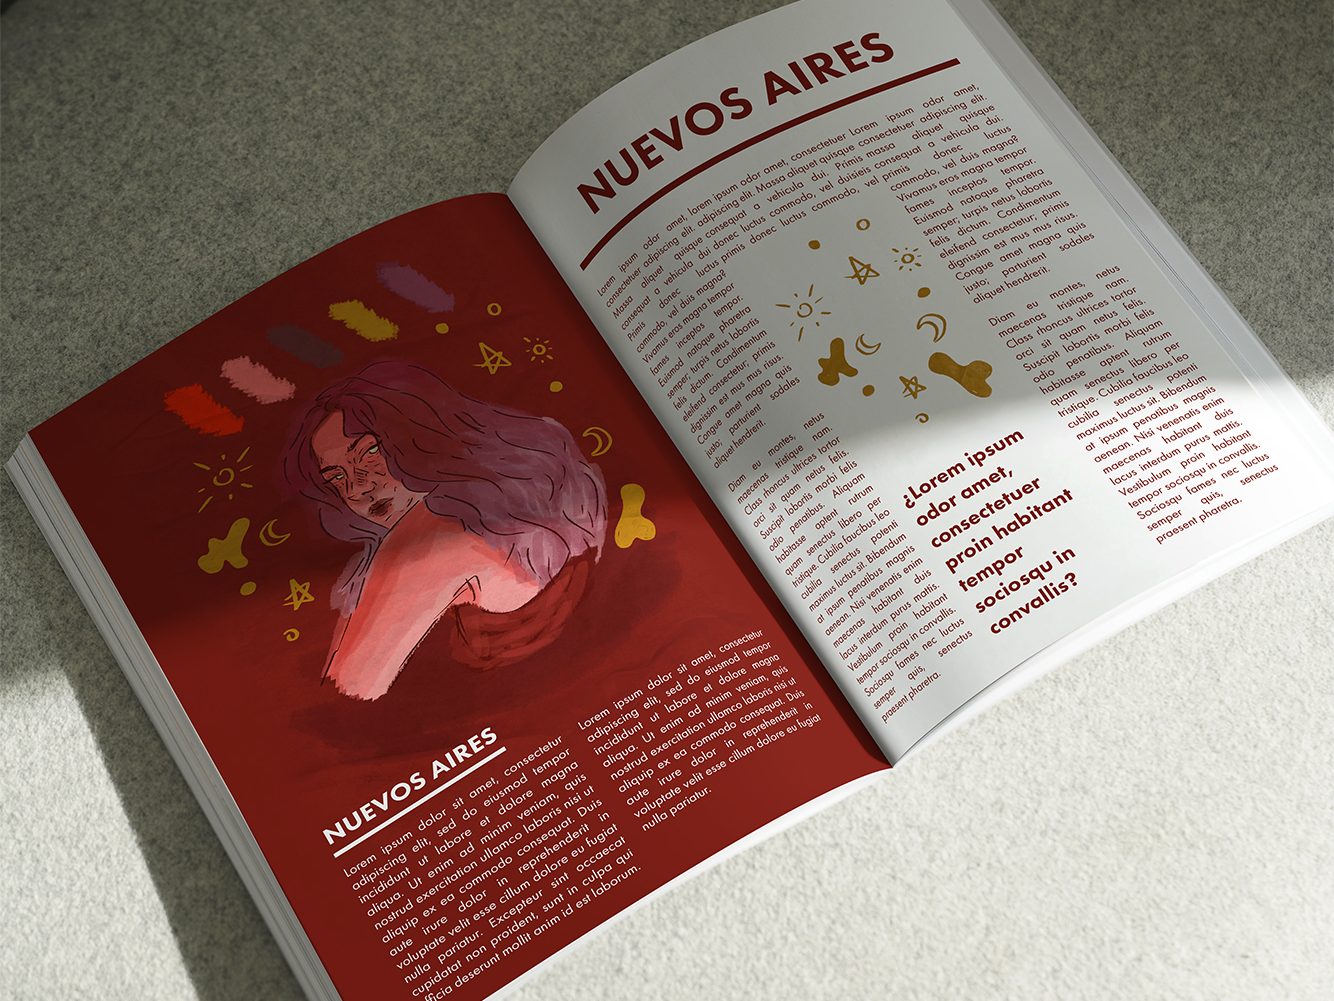 NUEVOS AIRES
Lorem ipsum dolor sit amet, consectetur
adipiscing elit, sed do eiusmod tempor
incididunt ut labore et dolore magna
aliqua. Ut enim ad minim veniam, quis
nostrud exercitation ullamco laboris nisi ut
aliquip ex ea commodo consequat. Duis
aute irure dolor in reprehenderit in
voluptate velit esse cillum dolore eu fugiat
nulla pariatur. Excepteur sint occaecat
cupidatat non proident, sunt in culpa qui
officia deserunt mollit anim id est laborum.
Lorem ipsum dolor sit amet, consectetur
adipiscing elit, sed do eiusmod tempor
incididunt ut labore et dolore magna
aliqua. Ut enim ad minim veniam, quis
nostrud exercitation ullamco laboris nisi ut
aliquip ex ea commodo consequat. Duis
aute irure dolor in reprehenderit in
voluptate velit esse cillum dolore eu fugiat
nulla pariatur.
NUEVOS AIRES
Lorem ipsum odor amet, lorem ipsum odor amet, consectetuer Lorem ipsum odor amet,
consectetuer adipiscing elit. adipiscing elit. Massa aliquet quisque consectetuer adipiscing elit.
Massa aliquet quisque consequat a vehicula dui. Primis massa aliquet quisque
consequat a vehicula dui donec luctus commodo, vel duisieis consequat a vehicula dui.
Primis donec luctus primis donec luctus commodo, vel primis donec luctus
commodo, vel duis magna?
Vivamus eros magna tempor
fames inceptos tempor.
Euismod natoque pharetra
semper; turpis netus lobortis
felis dictum. Condimentum
eleifend consectetur; primis
dignissim est mus mus risus.
Congue amet magna quis
justo; parturient sodales
aliquet hendrerit.
Diam eu montes, netus
maecenas tristique nam.
Class rhoncus ultrices tortor
orci sit quam netus felis.
Suscipit lobortis morbi felis
odio penatibus. Aliquam
habitasse aptent rutrum
quam senectus libero per
tristique Cubilia faucibus leo
cubilia senectus potenti
maximus luctus sit. Bibendum
at ipsum penatibus magnis
aenean. Nisi venenatis enim
maecenas habitant duis
lacus interdum purus mattis.
Vestibulum proin habitant
tempor sociosqu in convallis.
Sociosqu fames nec luctus
semper quis, senectus
praesent pharetra.
commodo, vel duis magna?
Vivamus eros magna tempor
fames inceptos tempor.
Euismod natoque pharetra
semper; turpis netus lobortis
felis dictum. Condimentum
eleifend consectetur; primis
dignissim est mus mus risus.
Congue amet magna quis
justo; parturient sodales
aliquet hendrerit.
Diam eu montes, netus
maecenas tristique nam.
Class rhoncus ultrices tortor
orci sit quam netus felis.
Suscipit lobortis morbi felis
odio penatibus. Aliquam
habitasse aptent rutrum
quam senectus libero per
tristique Cubilia faucibus leo
cubilia senectus potenti
maximus luctus sit. Bibendum
at ipsum penatibus magnis
aenean. Nisi venenatis enim
maecenas habitant duis
lacus interdum purus mattis.
Vestibulum proin habitant
tempor sociosqu in convallis.
Sociosqu fames nec luctus
semper quis, senectus
praesent pharetra.
¿Lorem ipsum
odor amet,
consectetuer
proin habitant
tempor
sociosqu in
convallis?